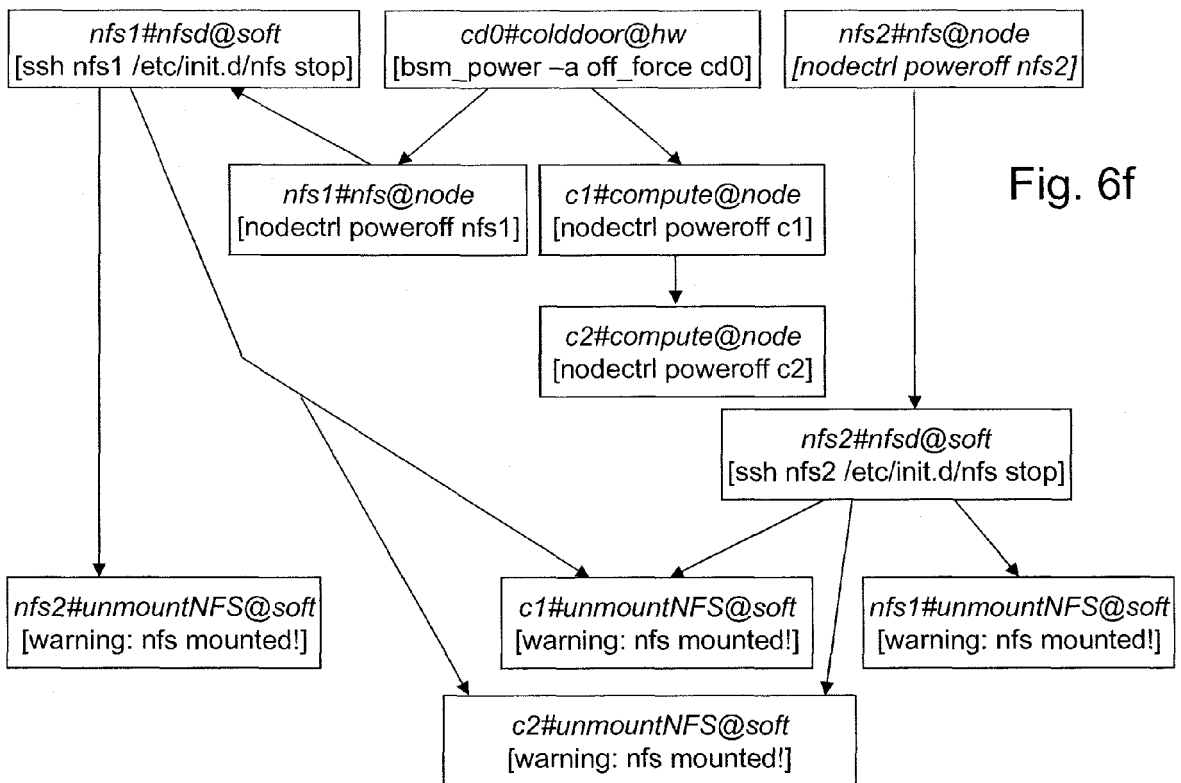 nfs1#nfsd@soft
[ssh nfs1 /etc/init.d/nfs stop]
cd0#colddoor@hw
[bsm_power –a off_force cd0]
nfs2#nfs@node
[nodectrl poweroff nfs2]
nfs1#nfs@node
[nodectrl poweroff nfs1]
c1#compute@node
[nodectrl poweroff c1]
Fig. 6f
c2#compute@node
[nodectrl poweroff c2]
nfs2#nfsd@soft
[ssh nfs2 /etc/init.d/nfs stop]
nfs2#unmountNFS@soft
[warning: nfs mounted!]
c1#unmountNFS@soft
[warning: nfs mounted!]
nfs1#unmountNFS@soft
[warning: nfs mounted!]
c2#unmountNFS@soft
[warning: nfs mounted!]